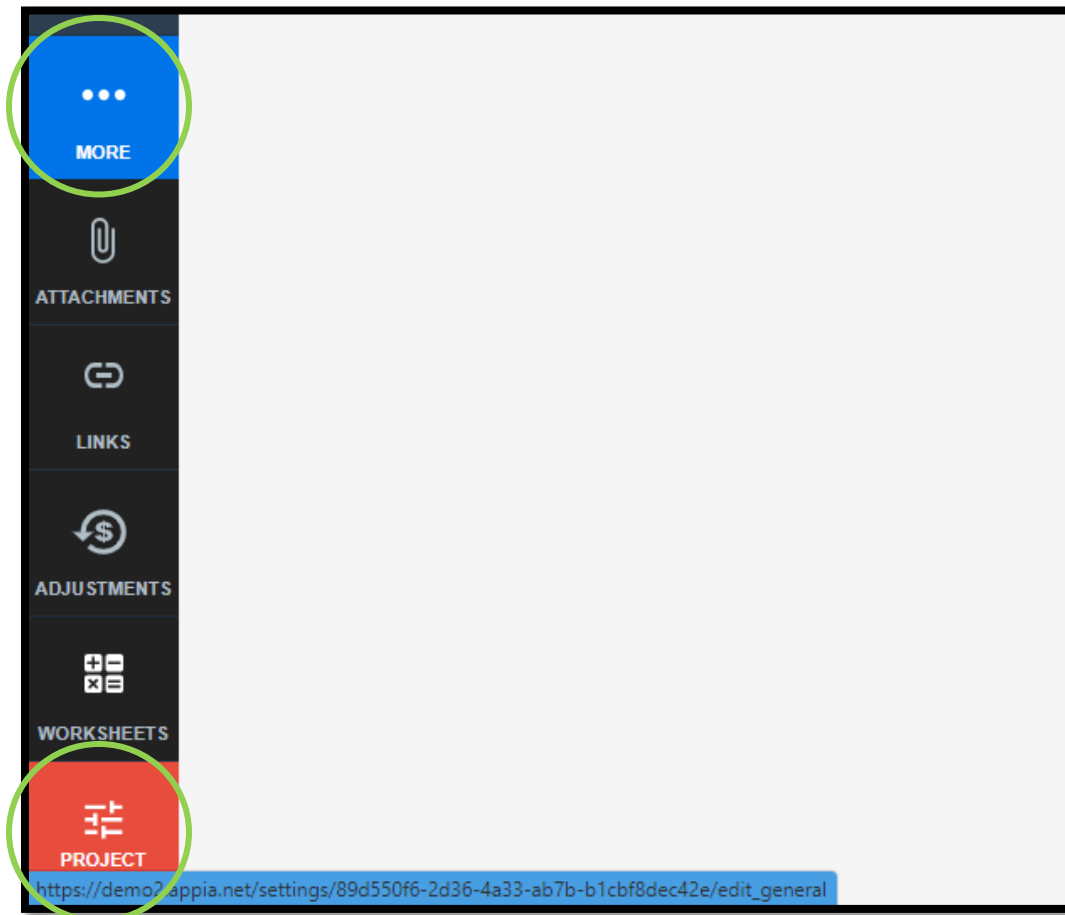 MORE
ATTACHMENTS
LINKS
ADJUSTMENTS
WORKSHEETS
PROJECT
https://demo2.appia.net/settings/89d550f6-2d36-4a33-ab7b-b1cbf8dec42e/edit_general